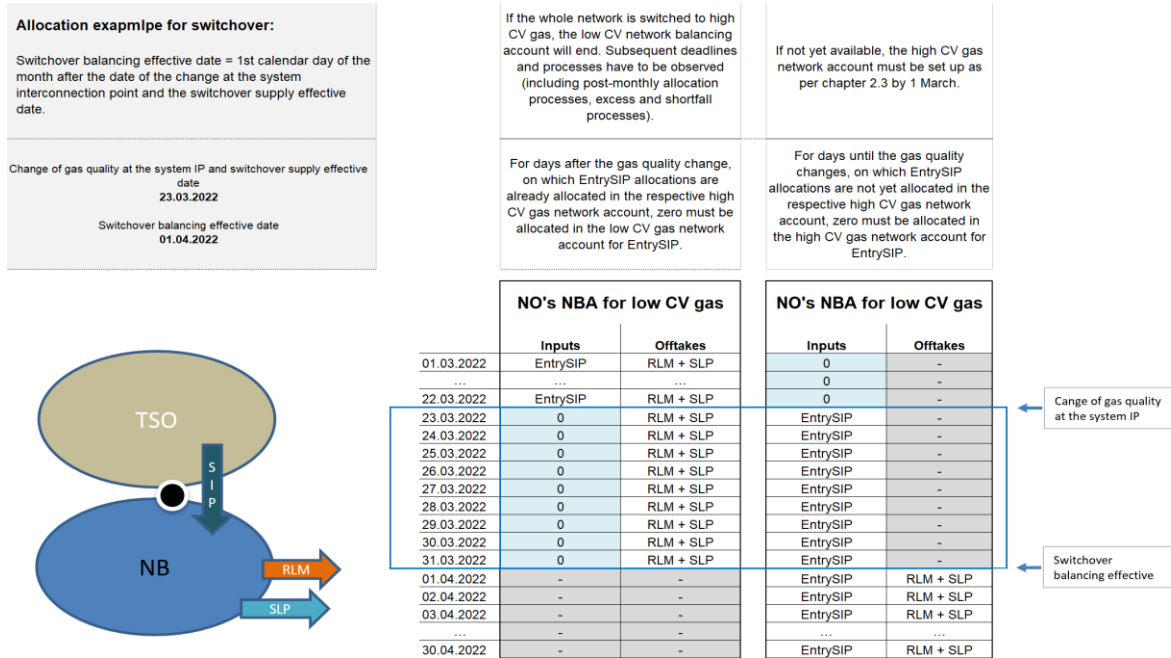 Allocation exapmlpe for switchover:
Switchover balancing effective date = 1st calendar day of the
month after the date of the change at the system
interconnection point and the switchover supply effective
date.
If the whole network is switched to high
CV gas, the low CV network balancing
account will end. Subsequent deadlines
and processes have to be observed
(including post-monthly allocation
processes, excess and shortfall
processes).
If not yet available, the high CV gas
network account must be set up as
per chapter 2.3 by 1 March.
Change of gas quality at the system IP and switchover supply effective
date
23.03.2022
Switchover balancing effective date
01.04.2022
For days after the gas quality change,
on which EntrySIP allocations are
already allocated in the respective high
CV gas network account, zero must be
allocated in the low CV gas network
account for EntrySIP.
For days until the gas quality
changes, on which EntrySIP
allocations are not yet allocated in the
respective high CV gas network
account, zero must be allocated in
the high CV gas network account for
EntrySIP.
NO's NBA for low CV gas NO's NBA for low CV gas
Inputs Offtakes Inputs Offtakes
01.03.2022 EntrySIP RLM + SLP 0 -
... ... ... 0 -
22.03.2022 EntrySIP RLM + SLP 0 -
23.03.2022 0 RLM + SLP EntrySIP -
24.03.2022 0 RLM + SLP EntrySIP -
25.03.2022 0 RLM + SLP EntrySIP -
26.03.2022 0 RLM + SLP EntrySIP -
27.03.2022 0 RLM + SLP EntrySIP -
28.03.2022 0 RLM + SLP EntrySIP -
29.03.2022 0 RLM + SLP EntrySIP -
30.03.2022 0 RLM + SLP EntrySIP -
31.03.2022 0 RLM + SLP EntrySIP -
01.04.2022 - - EntrySIP RLM + SLP
02.04.2022 - - EntrySIP RLM + SLP
03.04.2022 - - EntrySIP RLM + SLP
... - - ... ...
30.04.2022 - - EntrySIP RLM + SLP
Cange of gas quality
at the system IP
Switchover
balancing effective
TSO
SIP
NB
RLM
SLP